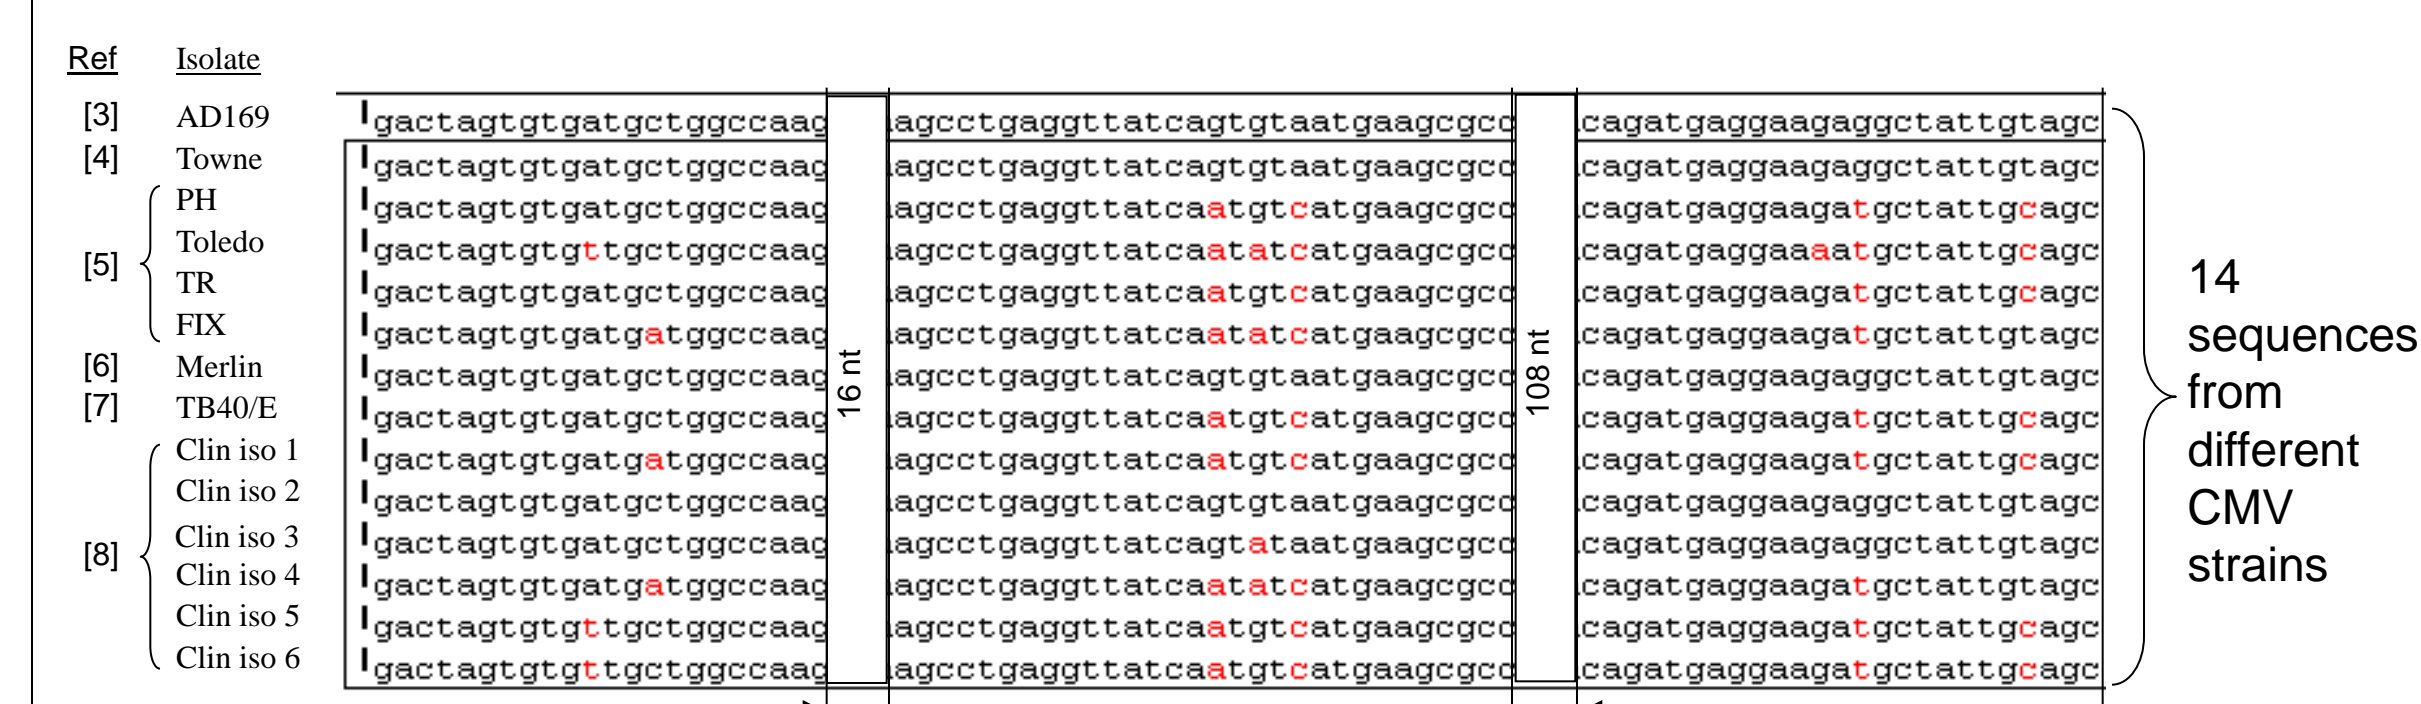 Ref Isolate
[3] AD169 gactagtgtgatgctggccaag agcctgaggttatcagtgtaatgaagcgcc cagatgaggaagaggctattgtagc
[4] Towne gactagtgtgatgctggccaag agcctgaggttatcagtgtaatgaagcgcc cagatgaggaagaggctattgtagc
PH gactagtgtgatgctggccaag agcctgaggttatcaatgtcatgaagcgcc cagatgaggaagatgctattgcagc
Toledo gactagtgtgttgctggccaag agcctgaggttatcaatatcatgaagcgcc cagatgaggaaaatgctattgcagc
[5] TR gactagtgtgatgctggccaag agcctgaggttatcaatgtcatgaagcgcc cagatgaggaagatgctattgcagc
FIX gactagtgtgatgatggccaag agcctgaggttatcaatatcatgaagcgcc cagatgaggaagatgctattgtagc
[6] Merlin gactagtgtgatgctggccaag agcctgaggttatcagtgtaatgaagcgcc cagatgaggaagaggctattgtagc
[7] TB40/E gactagtgtgatgctggccaag agcctgaggttatcaatgtcatgaagcgcc cagatgaggaagatgctattgcagc
Clin iso 1 gactagtgtgatgatggccaag agcctgaggttatcaatgtcatgaagcgcc cagatgaggaagatgctattgcagc
Clin iso 2 gactagtgtgatgctggccaag agcctgaggttatcagtgtaatgaagcgcc cagatgaggaagaggctattgtagc
[8] Clin iso 3 gactagtgtgatgctggccaag agcctgaggttatcagtataatgaagcgcc cagatgaggaagaggctattgtagc
Clin iso 4 gactagtgtgatgatggccaag agcctgaggttatcaatatcatgaagcgcc cagatgaggaagatgctattgtagc
Clin iso 5 gactagtgtgttgctggccaag agcctgaggttatcaatgtcatgaagcgcc cagatgaggaagatgctattgcagc
Clin iso 6 gactagtgtgttgctggccaag agcctgaggttatcaatgtcatgaagcgcc cagatgaggaagatgctattgcagc
16 nt
108 nt
14
sequences
from
different
CMV
strains